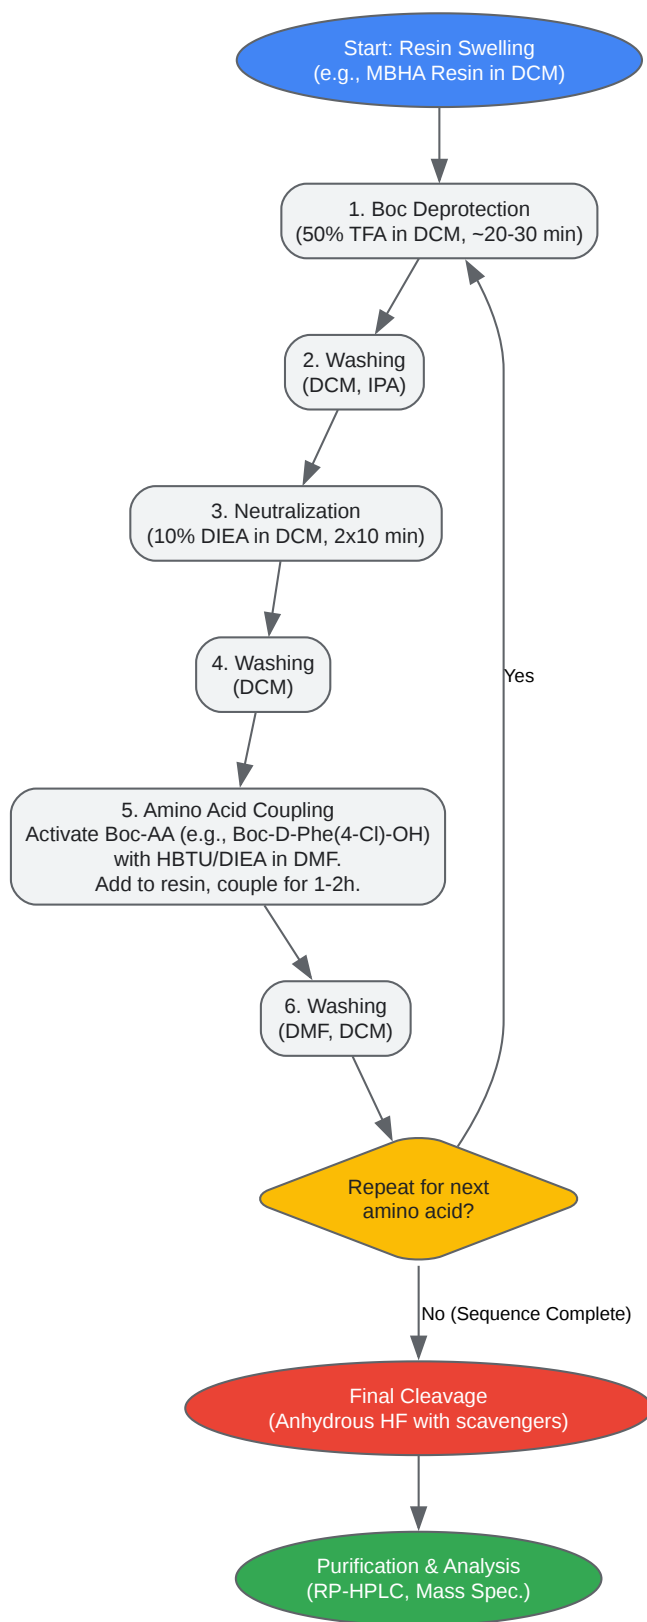 Start: Resin Swelling
(e.g., MBHA Resin in DCM)
1. Boc Deprotection
(50% TFA in DCM, ~20-30 min)
2. Washing
(DCM, IPA)
3. Neutralization
(10% DIEA in DCM, 2x10 min)
4. Washing
(DCM)
Yes
5. Amino Acid Coupling
Activate Boc-AA (e.g., Boc-D-Phe(4-Cl)-OH)
with HBTU/DIEA in DMF.
Add to resin, couple for 1-2h.
6. Washing
(DMF, DCM)
Repeat for next
amino acid?
No (Sequence Complete)
Final Cleavage
(Anhydrous HF with scavengers)
Purification & Analysis
(RP-HPLC, Mass Spec.)